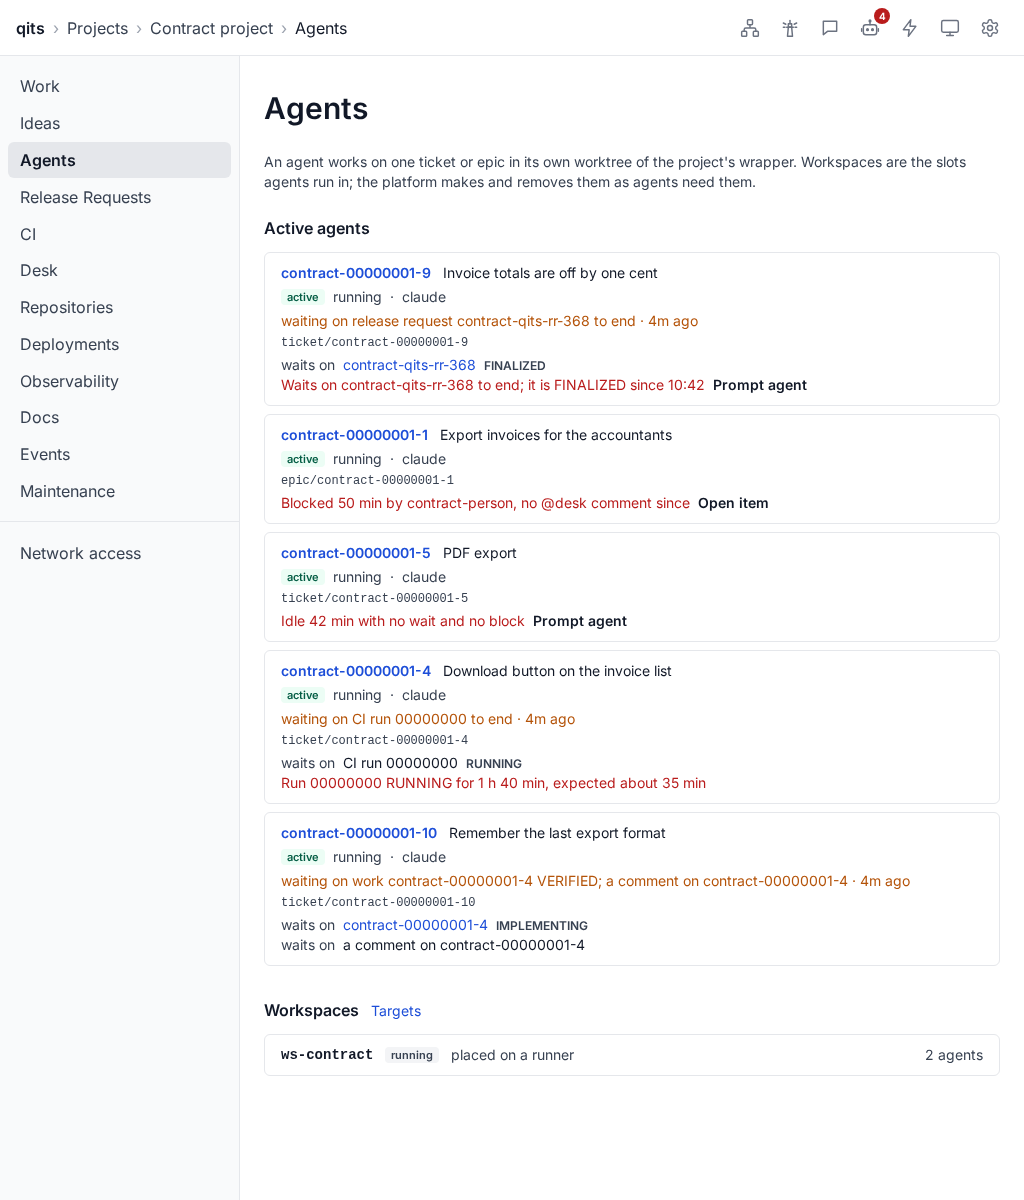 qits › Projects › Contract project › Agents
4
Work
Ideas
Agents
Release Requests
CI
Desk
Repositories
Deployments
Observability
Docs
Events
Maintenance
Network access
Agents
An agent works on one ticket or epic in its own worktree of the project's wrapper. Workspaces are the slots
agents run in; the platform makes and removes them as agents need them.
Active agents
contract-00000001-9 Invoice totals are off by one cent
active running · claude
waiting on release request contract-qits-rr-368 to end · 4m ago
ticket/contract-00000001-9
waits on contract-qits-rr-368 FINALIZED
Waits on contract-qits-rr-368 to end; it is FINALIZED since 10:42 Prompt agent
contract-00000001-1 Export invoices for the accountants
active running · claude
epic/contract-00000001-1
Blocked 50 min by contract-person, no @desk comment since Open item
contract-00000001-5 PDF export
active running · claude
ticket/contract-00000001-5
Idle 42 min with no wait and no block Prompt agent
contract-00000001-4 Download button on the invoice list
active running · claude
waiting on CI run 00000000 to end · 4m ago
ticket/contract-00000001-4
waits on CI run 00000000 RUNNING
Run 00000000 RUNNING for 1 h 40 min, expected about 35 min
contract-00000001-10 Remember the last export format
active running · claude
waiting on work contract-00000001-4 VERIFIED; a comment on contract-00000001-4 · 4m ago
ticket/contract-00000001-10
waits on contract-00000001-4 IMPLEMENTING
waits on a comment on contract-00000001-4
Workspaces Targets
ws-contract running placed on a runner 2 agents